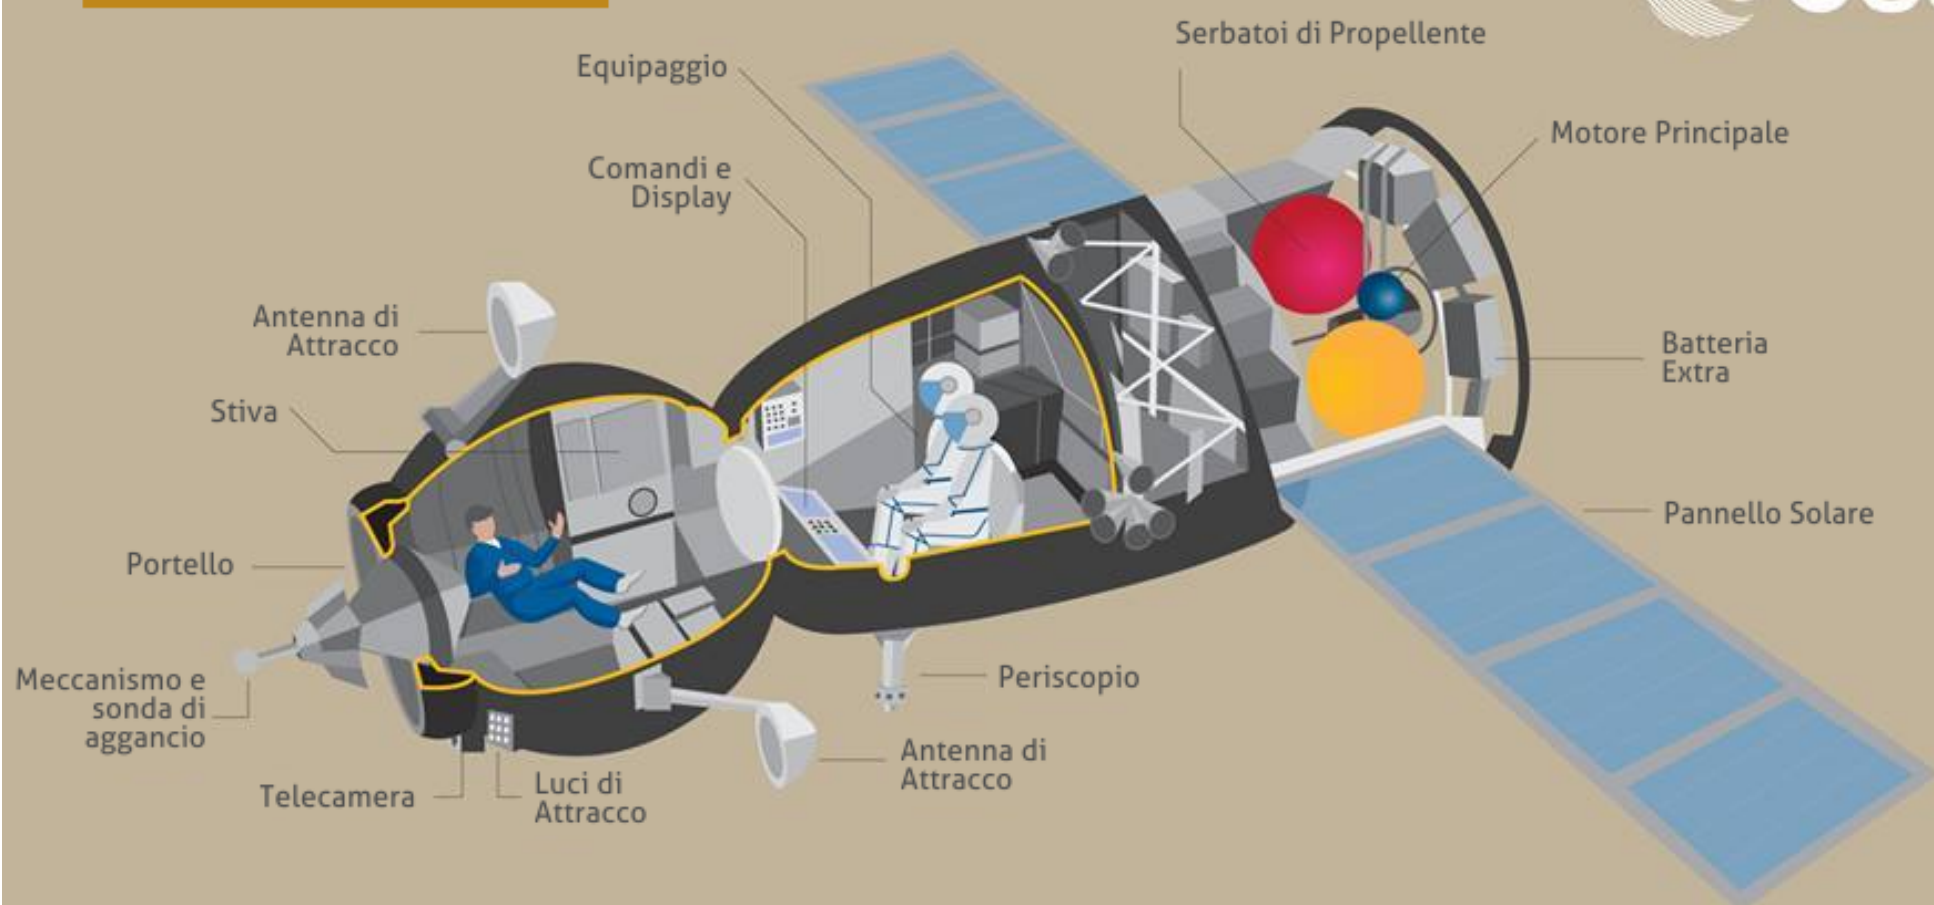 Serbatoi di Propellente
Equipaggio
Motore Principale
Comandi e
Display
Antenna di
Attracco
Batteria
Extra
Stiva
Pannello Solare
Portello
Meccanismo e
sonda di
aggancio
Periscopio
Antenna di
Attracco
Telecamera
Luci di
Attracco